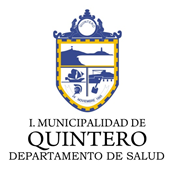 I. MUNICIPALIDAD DE
QUINTERO
DEPARTAMENTO DE SALUD